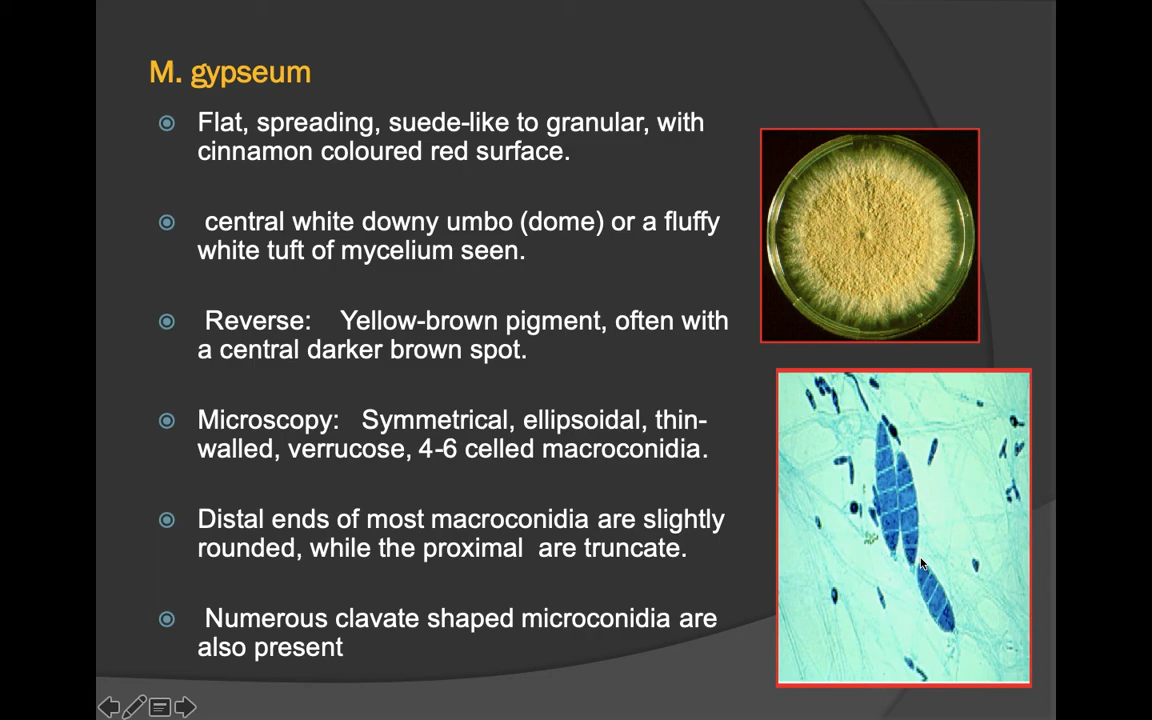 M. gypseum
Flat, spreading, suede-like to granular, with
cinnamon coloured red surface.
central white downy umbo (dome) or a fluffy
white tuft of mycelium seen.
Reverse: Yellow-brown pigment, often with
a central darker brown spot.
Microscopy: Symmetrical, ellipsoidal, thin-
walled, verrucose, 4-6 celled macroconidia.
Distal ends of most macroconidia are slightly
rounded, while the proximal are truncate.
Numerous clavate shaped microconidia are
also present